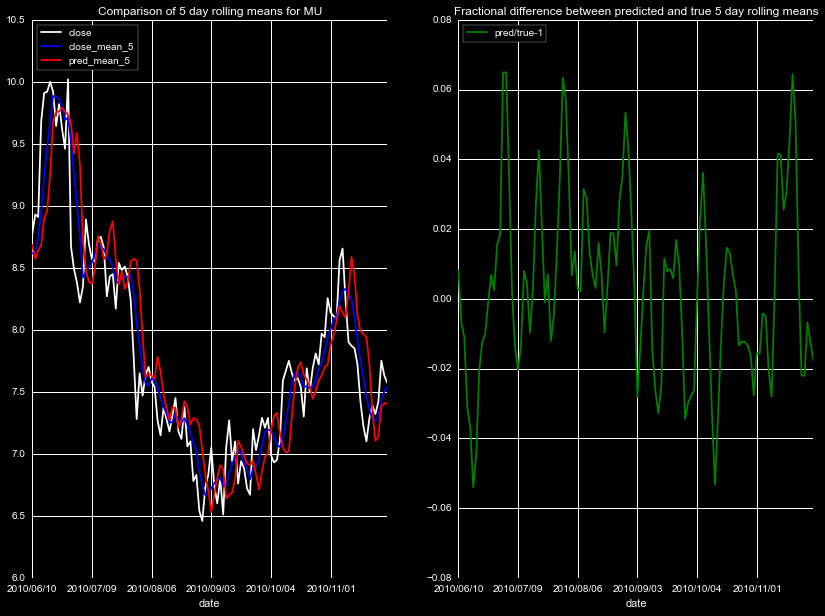 Comparison of 5 day rolling means for MU
close
close_mean_5
pred_mean_5
10.5
10.0
9.5
9.0
8.5
8.0
7.5
7.0
6.5
6.0
2010/06/10 2010/07/09 2010/08/06 2010/09/03 2010/10/04 2010/11/01
date
Fractional difference between predicted and true 5 day rolling means
pred/true-1
0.08
0.06
0.04
0.02
0.00
−0.02
−0.04
−0.06
−0.08
2010/06/10 2010/07/09 2010/08/06 2010/09/03 2010/10/04 2010/11/01
date